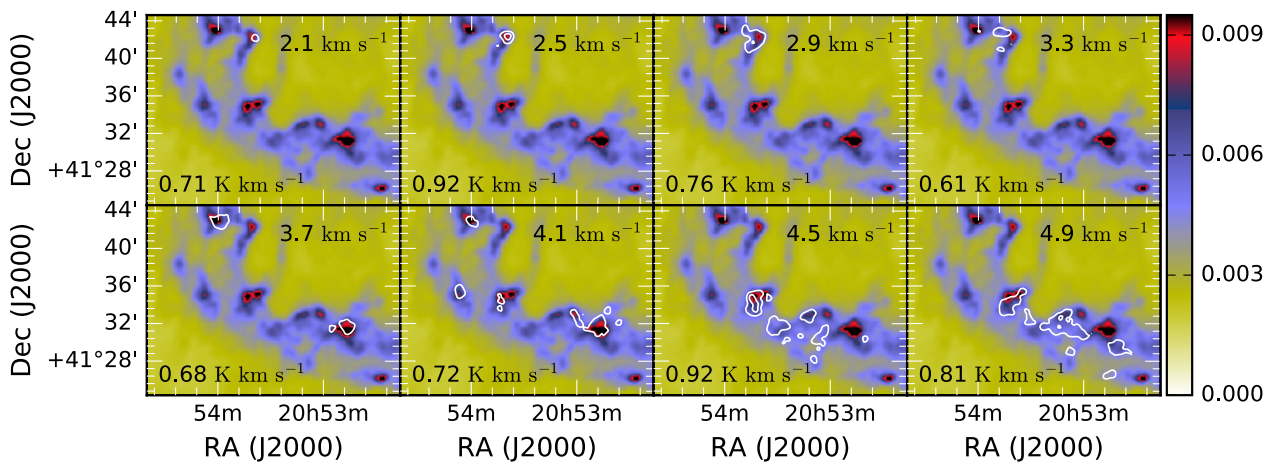 44' 2.1 km s⁻¹ 2.5 km s⁻¹ 2.9 km s⁻¹ 3.3 km s⁻¹ 0.009
40'
36'
32' 0.006
+41°28'
Dec (J2000)
0.71 K km s⁻¹ 0.92 K km s⁻¹ 0.76 K km s⁻¹ 0.61 K km s⁻¹
44' 3.7 km s⁻¹ 4.1 km s⁻¹ 4.5 km s⁻¹ 4.9 km s⁻¹
40' 0.003
36'
32'
+41°28'
Dec (J2000)
0.68 K km s⁻¹ 0.72 K km s⁻¹ 0.92 K km s⁻¹ 0.81 K km s⁻¹ 0.000
54m 20h53m 54m 20h53m 54m 20h53m 54m 20h53m
RA (J2000) RA (J2000) RA (J2000) RA (J2000)